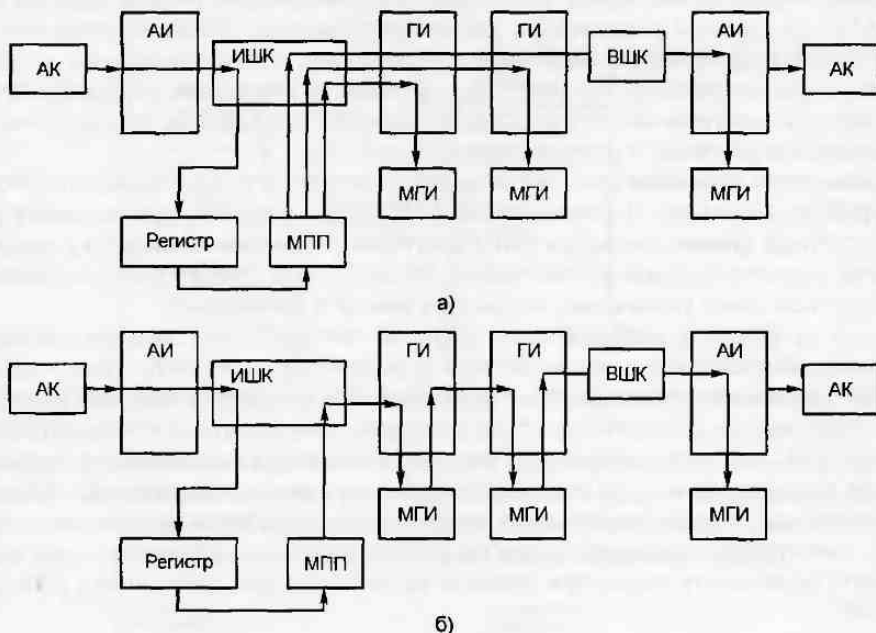 АИ ГИ ГИ АИ
АК ИШК ВШК АК
МГИ МГИ МГИ
Регистр МПП
а)
АИ ГИ ГИ АИ
АК ИШК ВШК АК
МГИ МГИ МГИ
Регистр МПП
б)